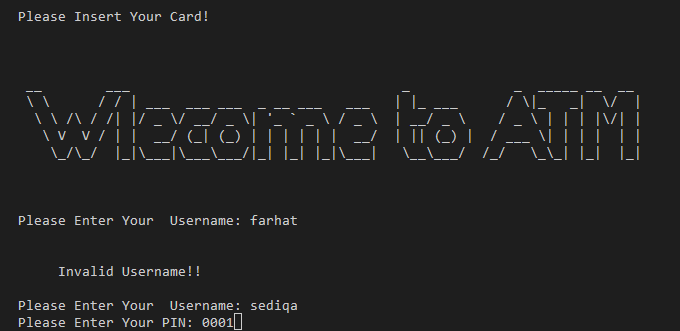 Please Insert Your Card!
Welcome to ATM
Please Enter Your  Username: farhat
Invalid Username!!
Please Enter Your  Username: sediqa
Please Enter Your PIN: 0001